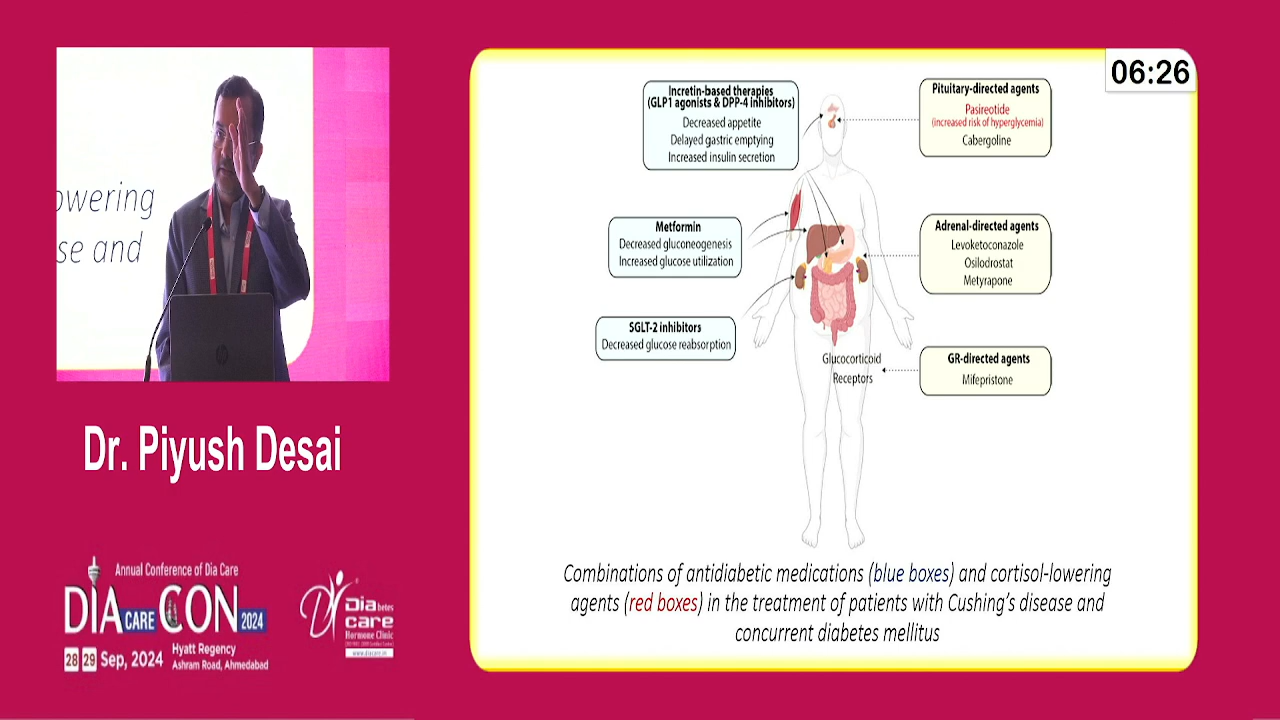 owering
se and
Dr. Piyush Desai
Annual Conference of Dia Care
DIA CARE CON 2024
28 29 Sep, 2024
Hyatt Regency
Ashram Road, Ahmedabad
Diabetes
care
Hormone Clinic
www.diacare.in
06:26
Incretin-based therapies
(GLP1 agonists & DPP-4 inhibitors)
Decreased appetite
Delayed gastric emptying
Increased insulin secretion
Pituitary-directed agents
Pasireotide
(increased risk of hyperglycemia)
Cabergoline
Metformin
Decreased gluconeogenesis
Increased glucose utilization
Adrenal-directed agents
Levoketoconazole
Osilodrostat
Metyrapone
SGLT-2 inhibitors
Decreased glucose reabsorption
Glucocorticoid
Receptors
GR-directed agents
Mifepristone
Combinations of antidiabetic medications (blue boxes) and cortisol-lowering
agents (red boxes) in the treatment of patients with Cushing's disease and
concurrent diabetes mellitus